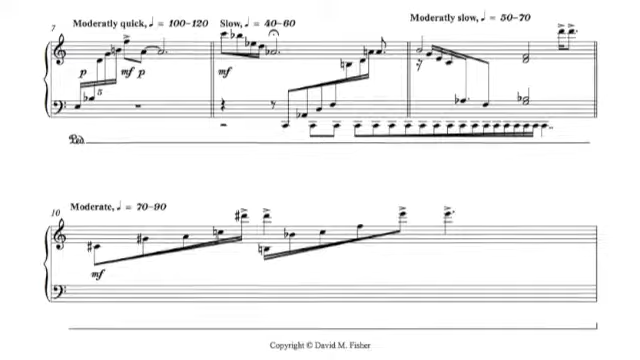 7 Moderatly quick, ♩ = 100-120 Slow, ♩ = 40-60 Moderatly slow, ♩ = 50-70
p 5 mf p mf
Ped
10 Moderate, ♩ = 70-90
mf
Copyright © David M. Fisher